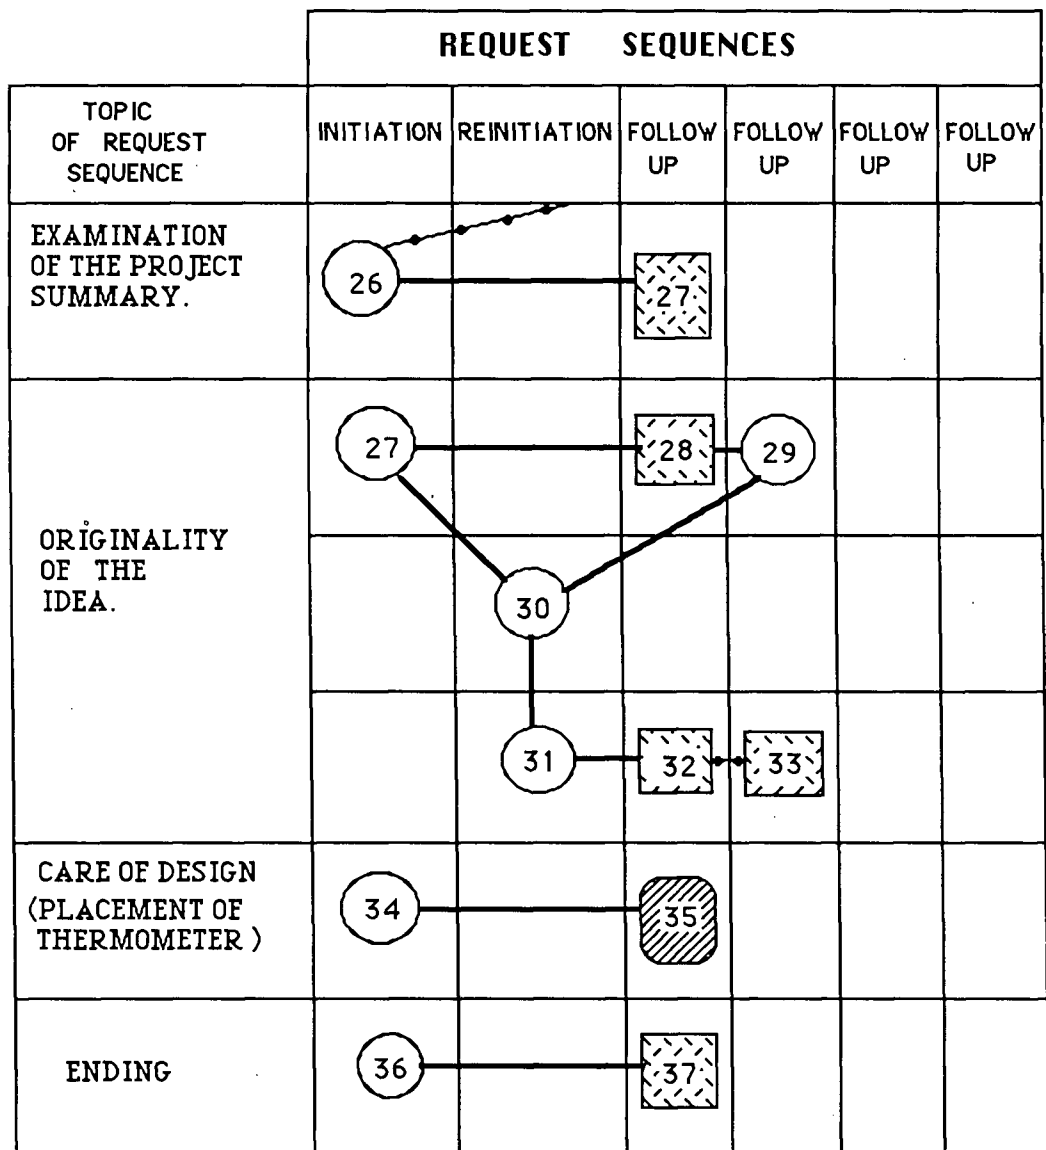 REQUEST SEQUENCES
TOPIC
OF REQUEST
SEQUENCE
INITIATION
REINITIATION
FOLLOW
UP
FOLLOW
UP
FOLLOW
UP
FOLLOW
UP
EXAMINATION
OF THE PROJECT
SUMMARY.
26
27
ORIGINALITY
OF THE
IDEA.
27
28
29
30
31
32
33
CARE OF DESIGN
(PLACEMENT OF
THERMOMETER)
34
35
ENDING
36
37